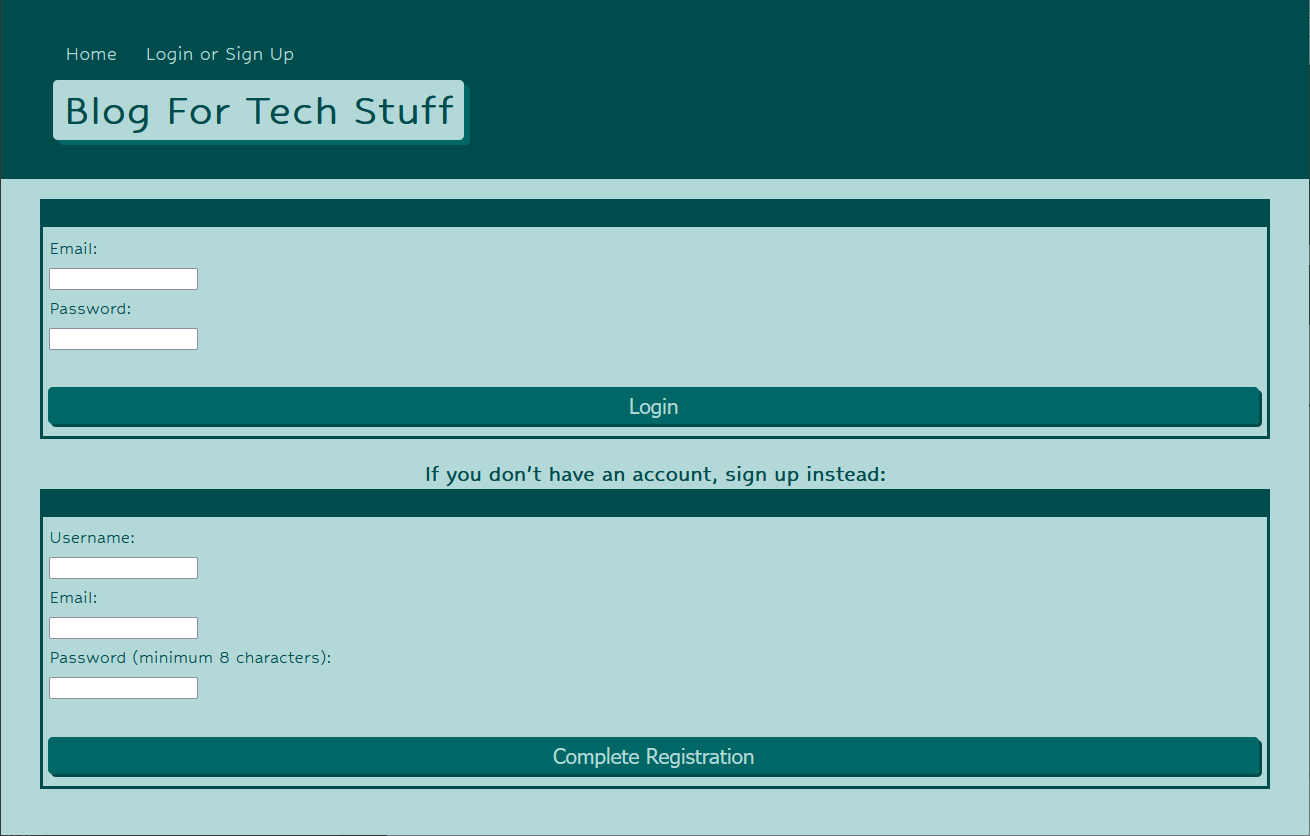 Home Login or Sign Up
Blog For Tech Stuff
Email:
Password:
Login
If you don't have an account, sign up instead:
Username:
Email:
Password (minimum 8 characters):
Complete Registration